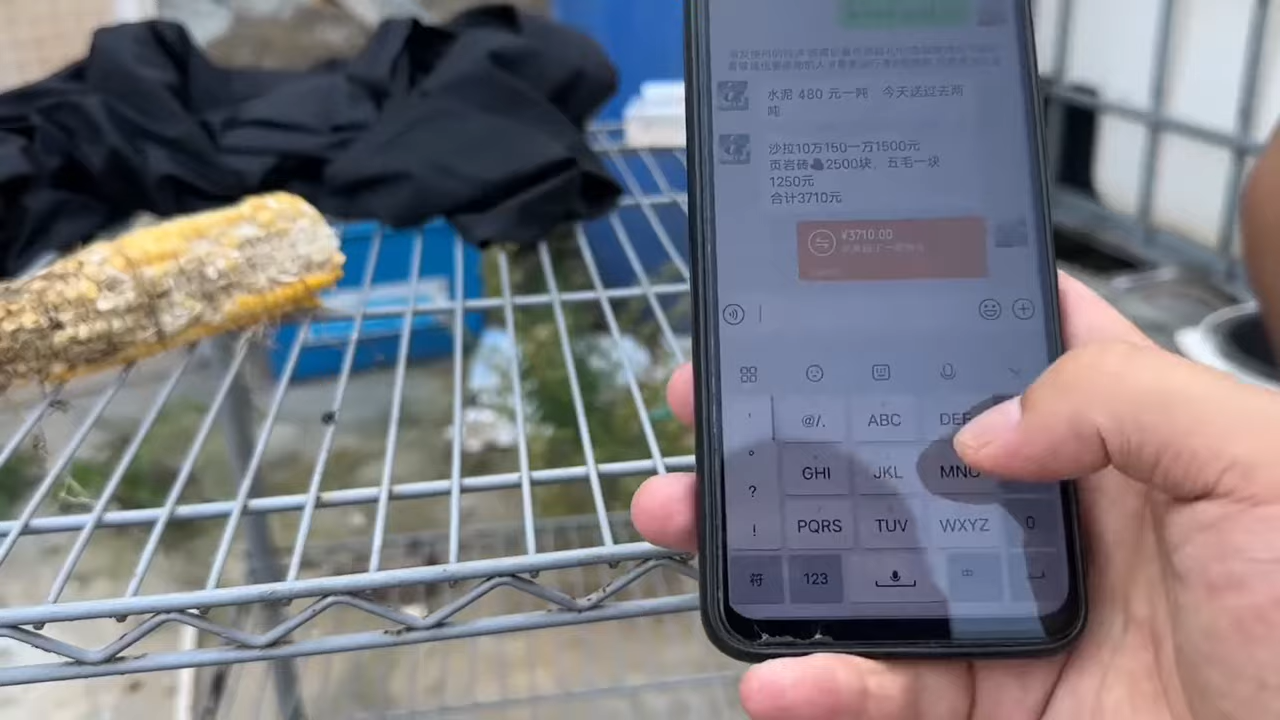 水泥 480 元一吨 今天送过去两
吨
沙拉10万150一万1500元
页岩砖2500块、五毛一块
1250元
合计3710元
¥3710.00
@/.
ABC
DEF
GHI
JKL
MNO
?
PQRS
TUV
WXYZ
0
!
符
123